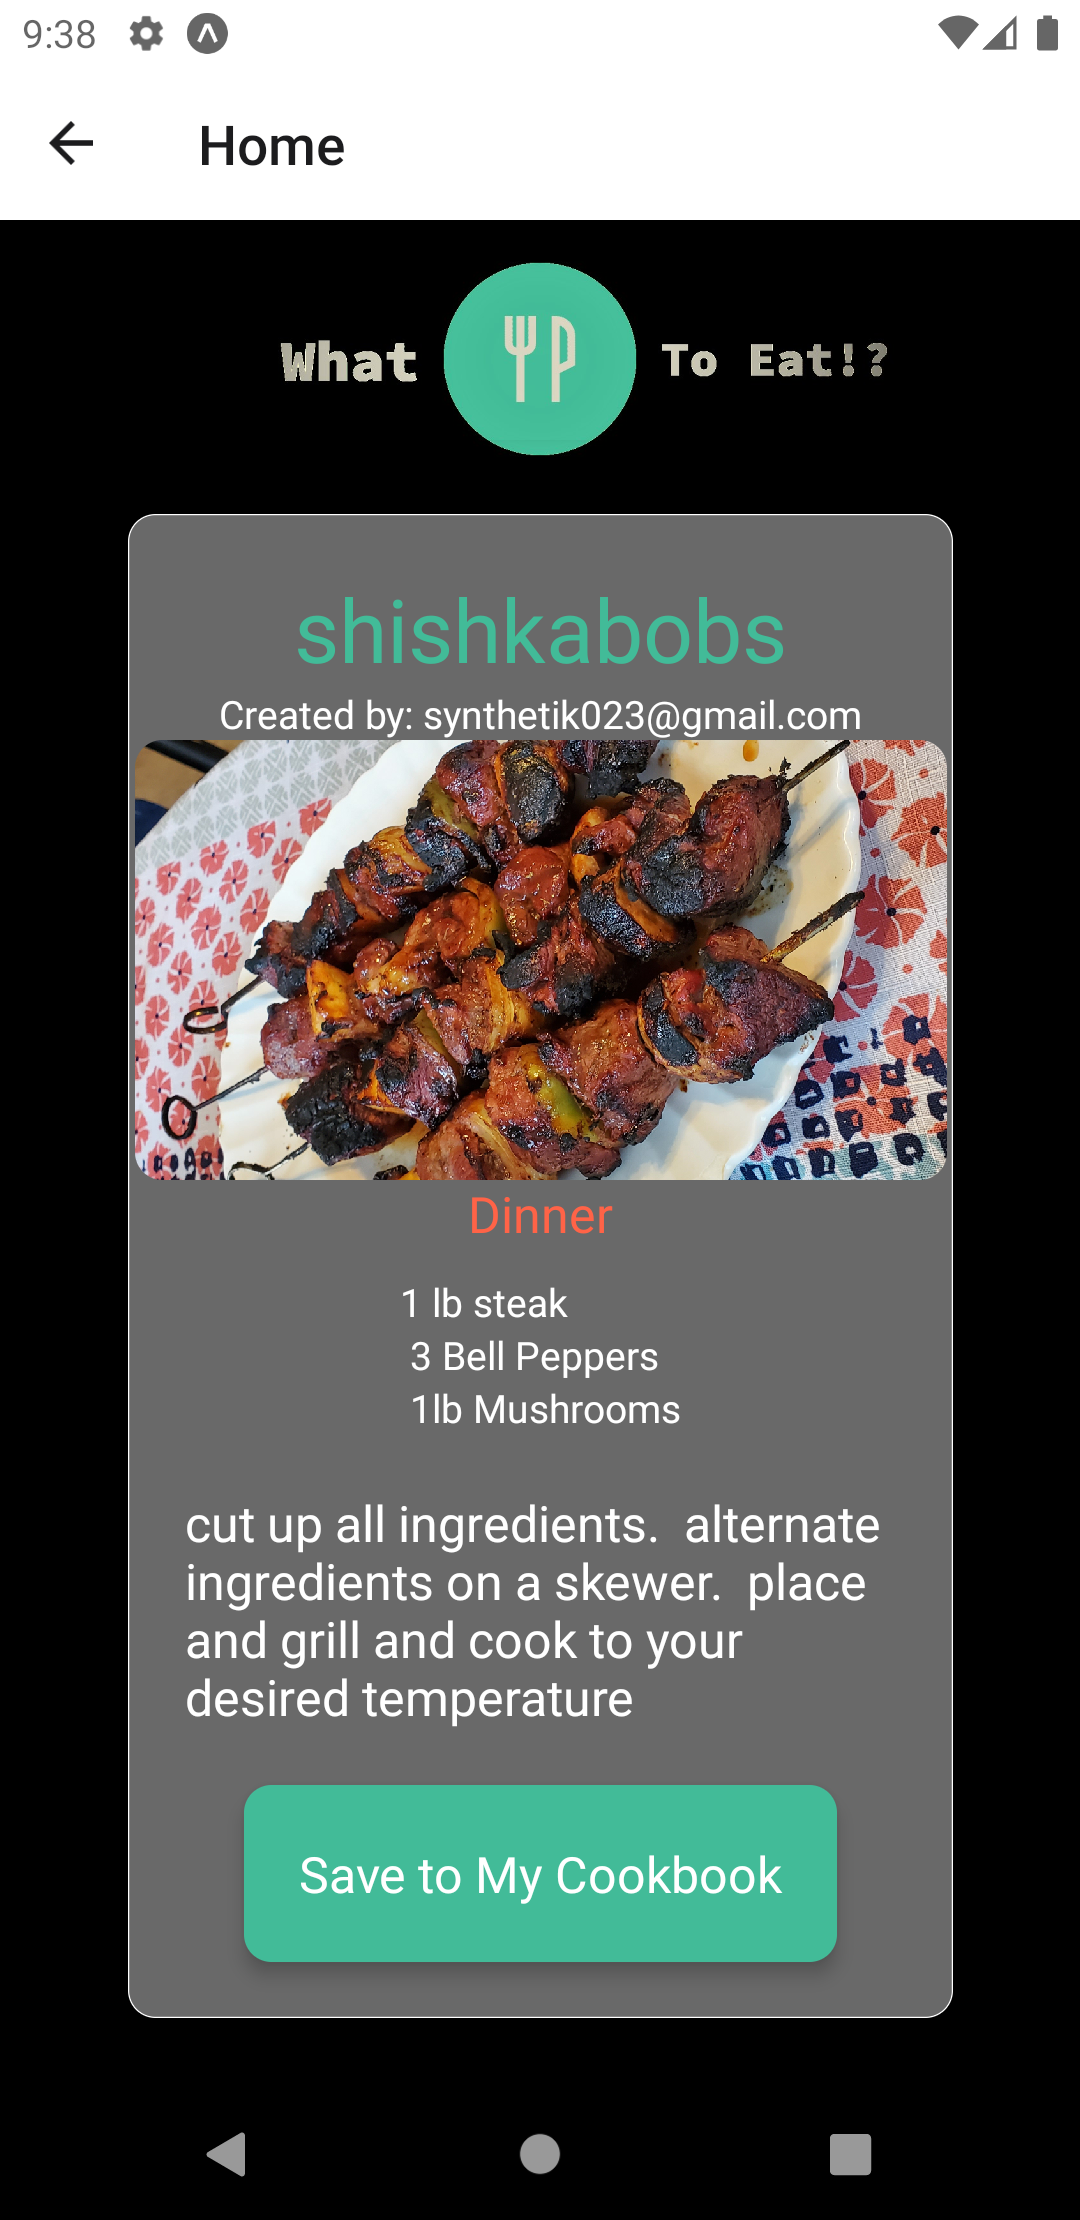 9:38
Home
What To Eat!?
shishkabobs
Created by: synthetik023@gmail.com
Dinner
1 lb steak
3 Bell Peppers
1lb Mushrooms
cut up all ingredients.  alternate
ingredients on a skewer.  place
and grill and cook to your
desired temperature
Save to My Cookbook